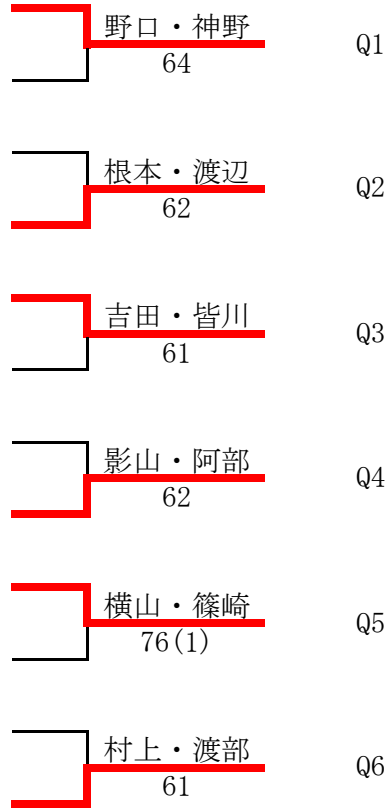 野口・神野
64
Q1
根本・渡辺
62
Q2
吉田・皆川
61
Q3
影山・阿部
62
Q4
横山・篠崎
76(1)
Q5
村上・渡部
61
Q6